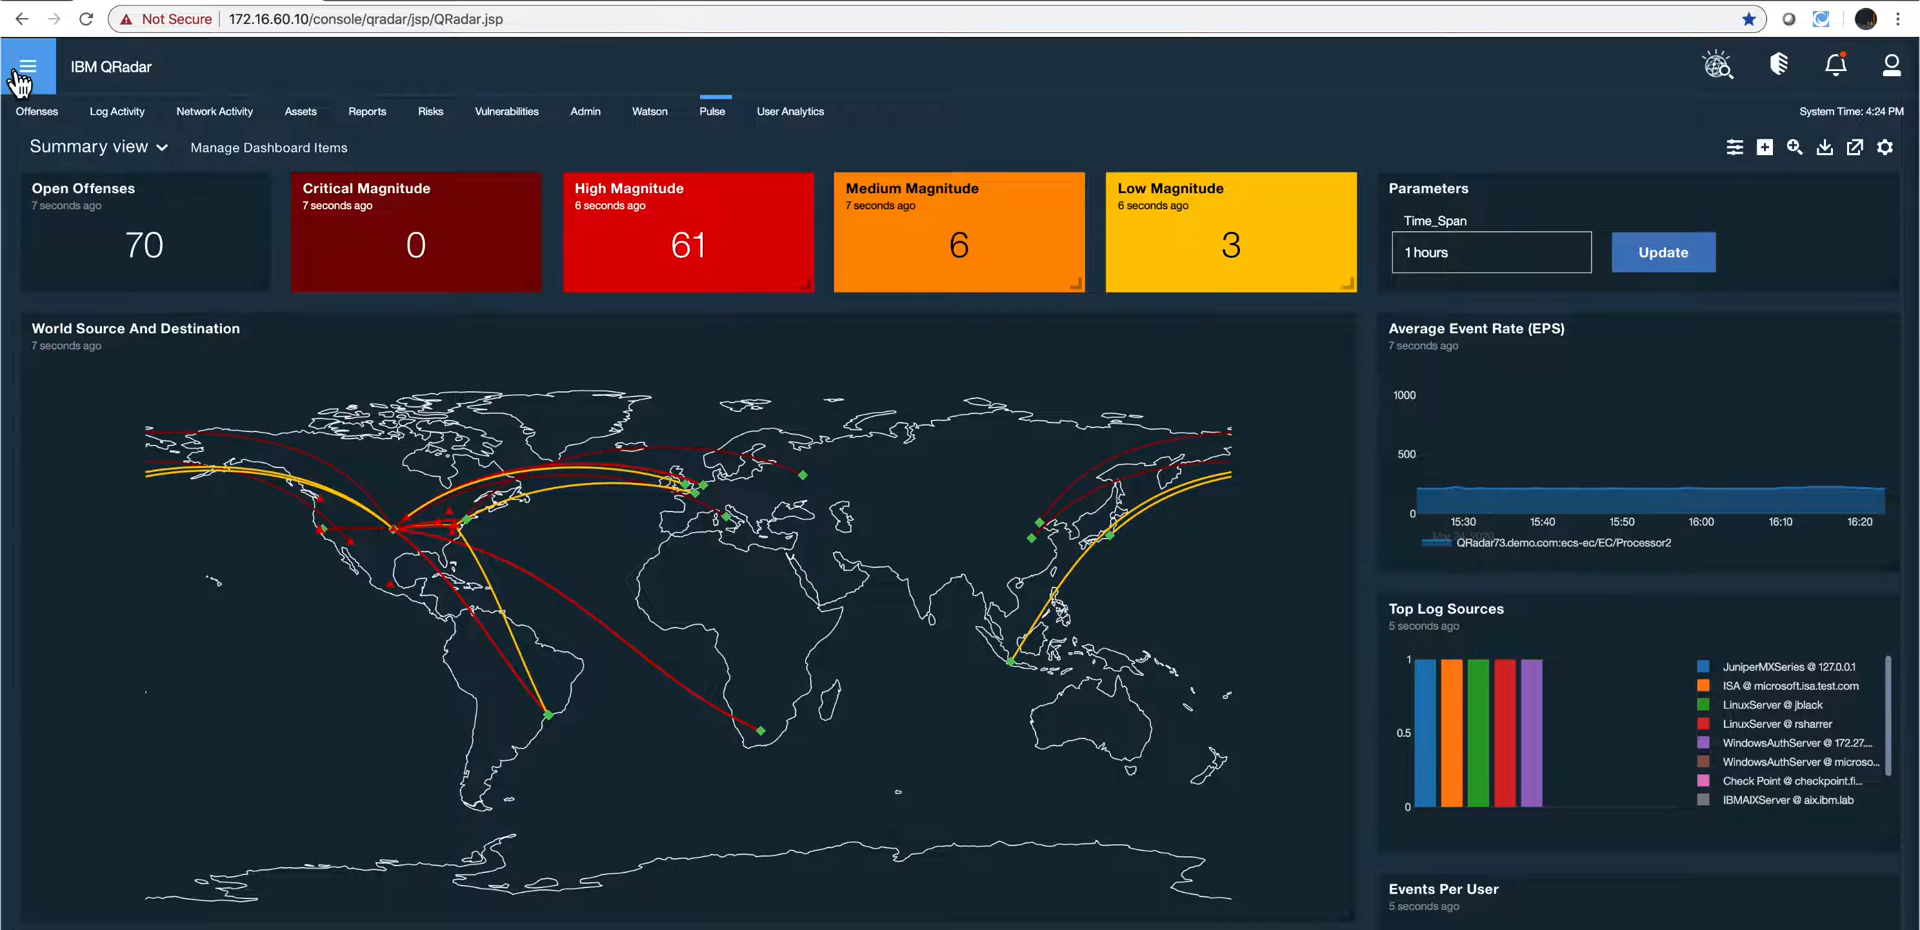 Not Secure
172.16.60.10/console/qradar/jsp/QRadar.jsp
IBM QRadar
Offenses
Log Activity
Network Activity
Assets
Reports
Risks
Vulnerabilities
Admin
Watson
Pulse
User Analytics
System Time: 4:24 PM
Summary view
Manage Dashboard Items
Open Offenses
7 seconds ago
70
Critical Magnitude
7 seconds ago
0
High Magnitude
6 seconds ago
61
Medium Magnitude
7 seconds ago
6
Low Magnitude
6 seconds ago
3
Parameters
Time_Span
1 hours
Update
World Source And Destination
7 seconds ago
Average Event Rate (EPS)
7 seconds ago
1000
500
0
15:30
15:40
15:50
16:00
16:10
16:20
QRadar73.demo.com:ecs-ec/EC/Processor2
Top Log Sources
5 seconds ago
1
0.5
0
JuniperMXSeries @ 127.0.0.1
ISA @ microsoft.isa.test.com
LinuxServer @ jblack
LinuxServer @ rsharrer
WindowsAuthServer @ 172.27....
WindowsAuthServer @ microso...
Check Point @ checkpoint.fi...
IBMAIXServer @ aix.ibm.lab
Events Per User
5 seconds ago